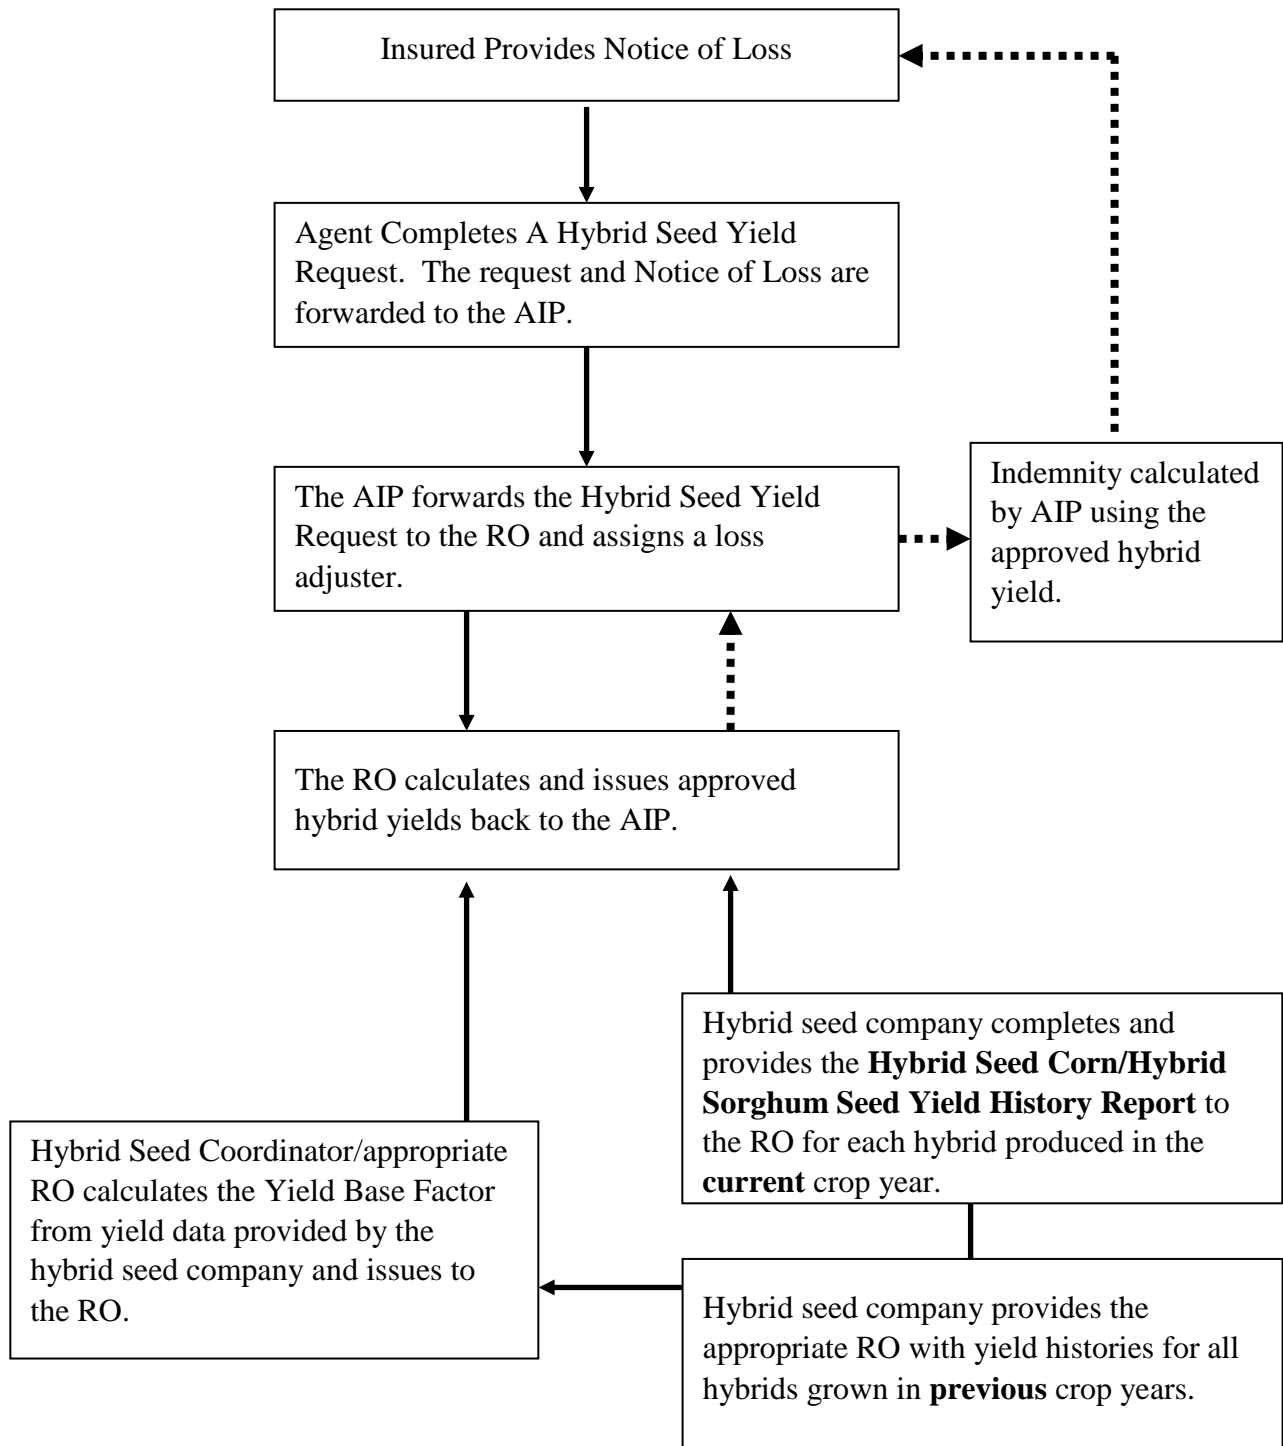 Insured Provides Notice of Loss
Agent Completes A Hybrid Seed Yield
Request.  The request and Notice of Loss are
forwarded to the AIP.
The AIP forwards the Hybrid Seed Yield
Request to the RO and assigns a loss
adjuster.
Indemnity calculated
by AIP using the
approved hybrid
yield.
The RO calculates and issues approved
hybrid yields back to the AIP.
Hybrid seed company completes and
provides the Hybrid Seed Corn/Hybrid
Sorghum Seed Yield History Report to
the RO for each hybrid produced in the
current crop year.
Hybrid Seed Coordinator/appropriate
RO calculates the Yield Base Factor
from yield data provided by the
hybrid seed company and issues to
the RO.
Hybrid seed company provides the
appropriate RO with yield histories for all
hybrids grown in previous crop years.